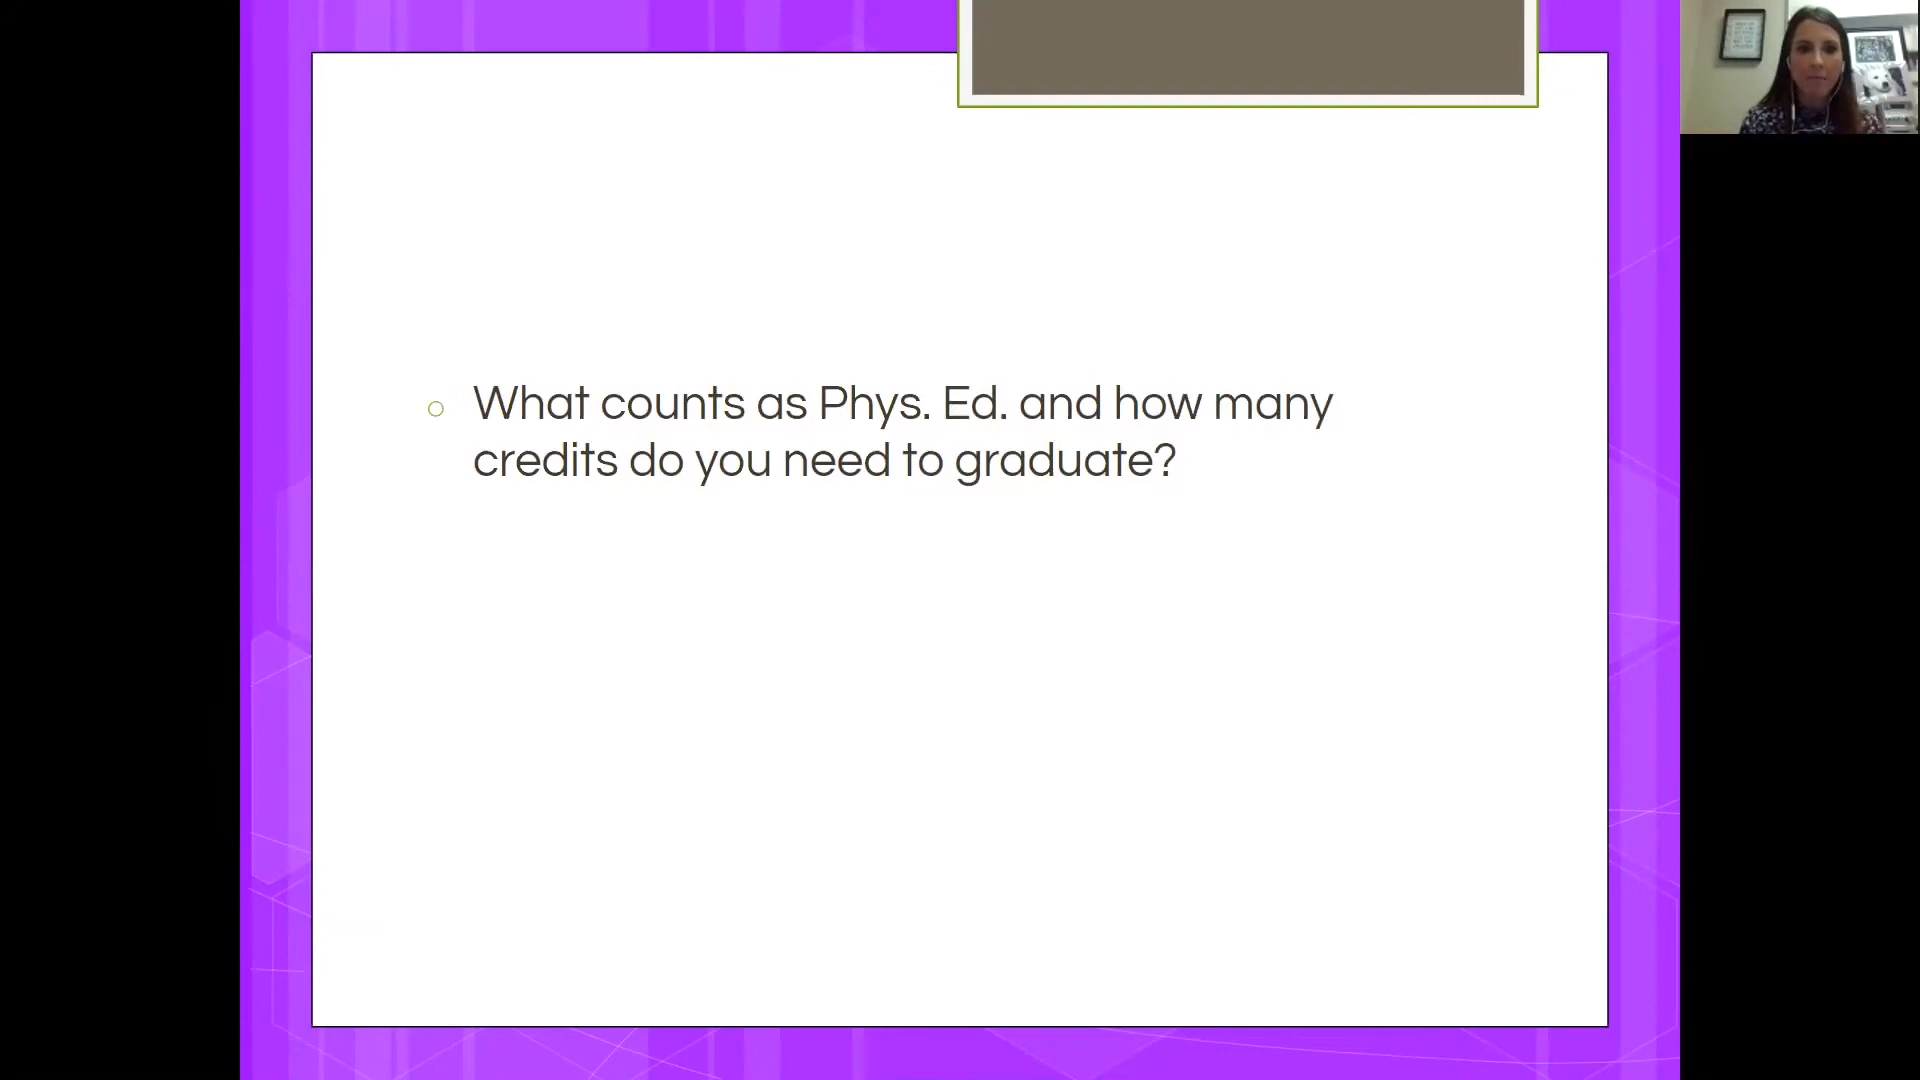 What counts as Phys. Ed. and how many
credits do you need to graduate?